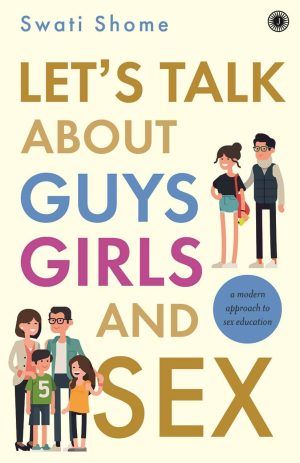 Swati Shome
J
LET'S TALK
ABOUT
GUYS
GIRLS
AND
SEX
a modern
approach to
sex education
5